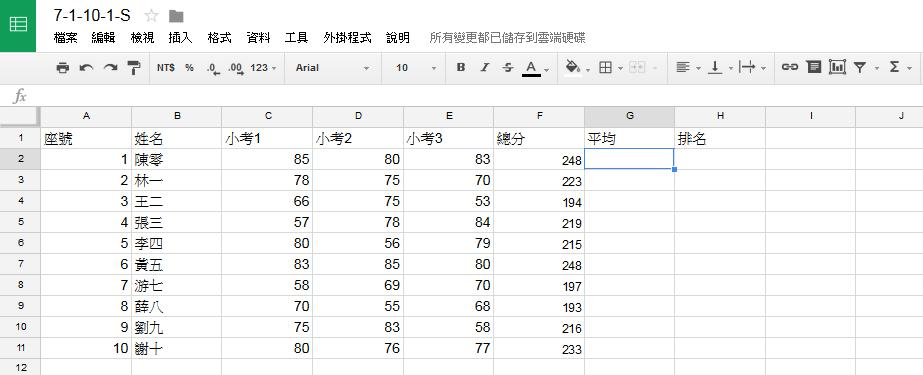 7-1-10-1-S
檔案 編輯 檢視 插入 格式 資料 工具 外掛程式 說明 所有變更都已儲存到雲端硬碟
NT$ % .0 .00 123 Arial 10 B I S A Σ
fx
A B C D E F G H I J
1 座號 姓名 小考1 小考2 小考3 總分 平均 排名
2 1 陳零 85 80 83 248
3 2 林一 78 75 70 223
4 3 王二 66 75 53 194
5 4 張三 57 78 84 219
6 5 李四 80 56 79 215
7 6 黃五 83 85 80 248
8 7 游七 58 69 70 197
9 8 薛八 70 55 68 193
10 9 劉九 75 83 58 216
11 10 謝十 80 76 77 233
12